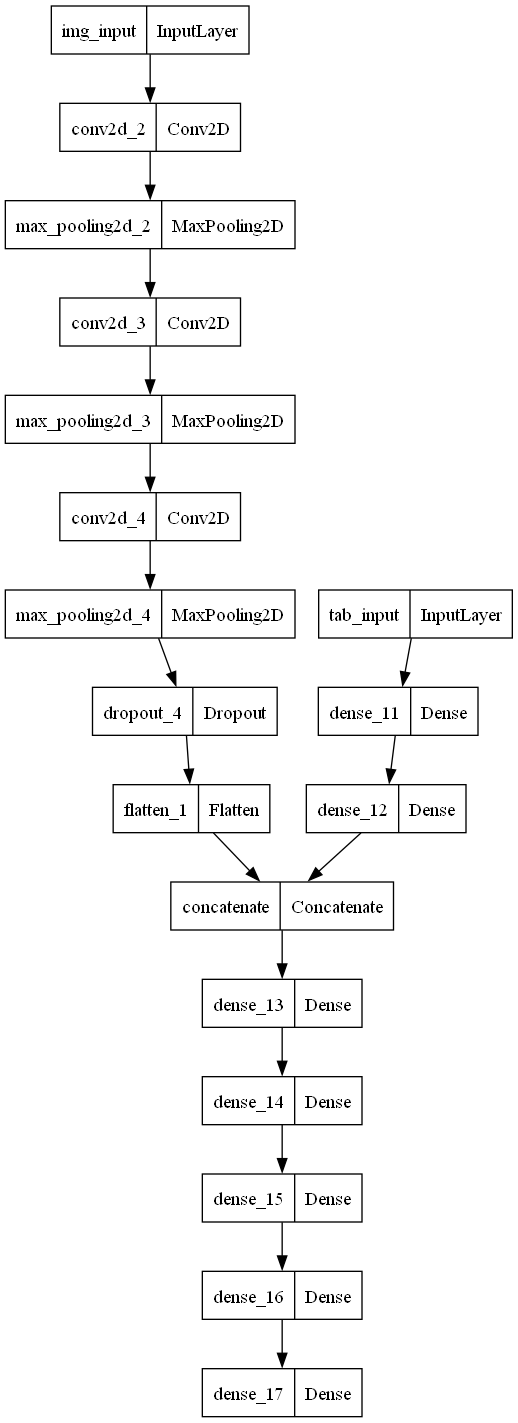 img_input InputLayer
conv2d_2 Conv2D
max_pooling2d_2 MaxPooling2D
conv2d_3 Conv2D
max_pooling2d_3 MaxPooling2D
conv2d_4 Conv2D
max_pooling2d_4 MaxPooling2D
tab_input InputLayer
dropout_4 Dropout
dense_11 Dense
flatten_1 Flatten
dense_12 Dense
concatenate Concatenate
dense_13 Dense
dense_14 Dense
dense_15 Dense
dense_16 Dense
dense_17 Dense